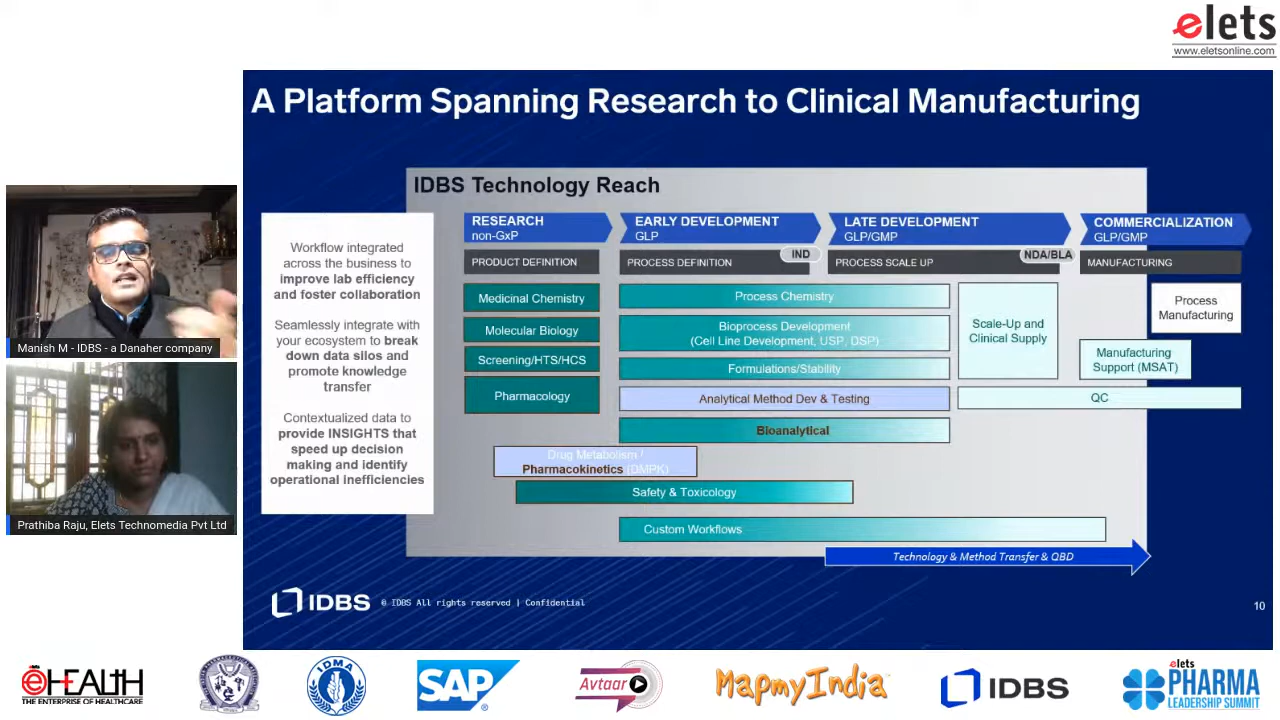 elets
www.eletsonline.com
A Platform Spanning Research to Clinical Manufacturing
IDBS Technology Reach
Workflow integrated
across the business to
improve lab efficiency
and foster collaboration
Seamlessly integrate with
your ecosystem to break
down data silos and
promote knowledge
transfer
Contextualized data to
provide INSIGHTS that
speed up decision
making and identify
operational inefficiencies
RESEARCH
non-GxP
EARLY DEVELOPMENT
GLP
LATE DEVELOPMENT
GLP/GMP
COMMERCIALIZATION
GLP/GMP
PRODUCT DEFINITION
PROCESS DEFINITION
IND
PROCESS SCALE UP
NDA/BLA
MANUFACTURING
Medicinal Chemistry
Molecular Biology
Screening/HTS/HCS
Pharmacology
Process Chemistry
Bioprocess Development
(Cell Line Development, USP, DSP)
Formulations/Stability
Analytical Method Dev & Testing
Bioanalytical
Scale-Up and
Clinical Supply
Process
Manufacturing
Manufacturing
Support (MSAT)
QC
Drug Metabolism /
Pharmacokinetics (DMPK)
Safety & Toxicology
Custom Workflows
Technology & Method Transfer & QBD
IDBS
© IDBS All rights reserved | Confidential
10
Manish M - IDBS - a Danaher company
Prathiba Raju, Elets Technomedia Pvt Ltd
elets
eHEALTH
THE ENTERPRISE OF HEALTHCARE
IDMA
SAP
Avtaar
MapmyIndia
IDBS
elets
PHARMA
LEADERSHIP SUMMIT